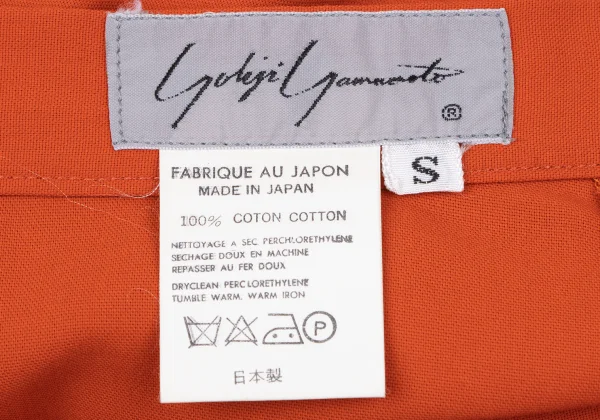 Yohji Yamamoto
®
S
FABRIQUE AU JAPON
MADE IN JAPAN
100% COTON COTTON
NETTOYAGE A SEC PERCHLORETHYLENE
SECHAGE DOUX EN MACHINE
REPASSER AU FER DOUX
DRYCLEAN PERCHLORETHYLENE
TUMBLE WARM, WARM IRON
P
日本製